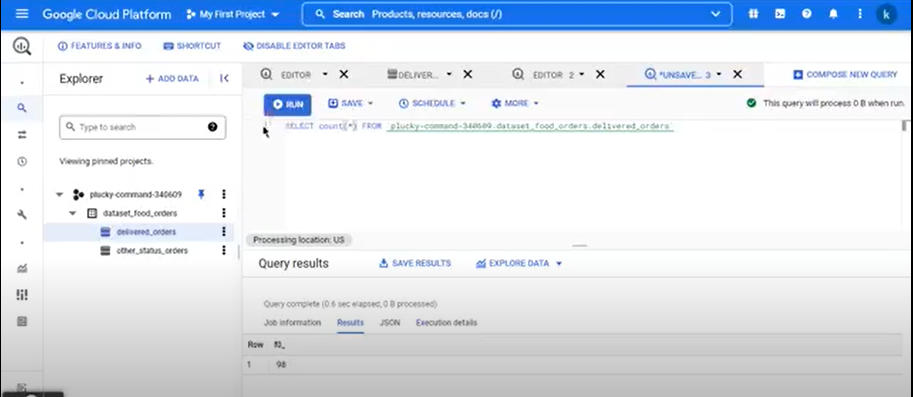 Google Cloud Platform My First Project Search Products, resources, docs (/) k
FEATURES & INFO SHORTCUT DISABLE EDITOR TABS
Explorer + ADD DATA
EDITOR DELIVER... EDITOR 2 *UNSAVE... 3 COMPOSE NEW QUERY
RUN SAVE SCHEDULE MORE This query will process 0 B when run.
Type to search
SELECT count(*) FROM `plucky-command-340609.dataset_food_orders.delivered_orders`
Viewing pinned projects.
plucky-command-340609
dataset_food_orders
delivered_orders
other_status_orders
Processing location: US
Query results SAVE RESULTS EXPLORE DATA
Query complete (0.6 sec elapsed, 0 B processed)
Job information Results JSON Execution details
Row f0_
1 98